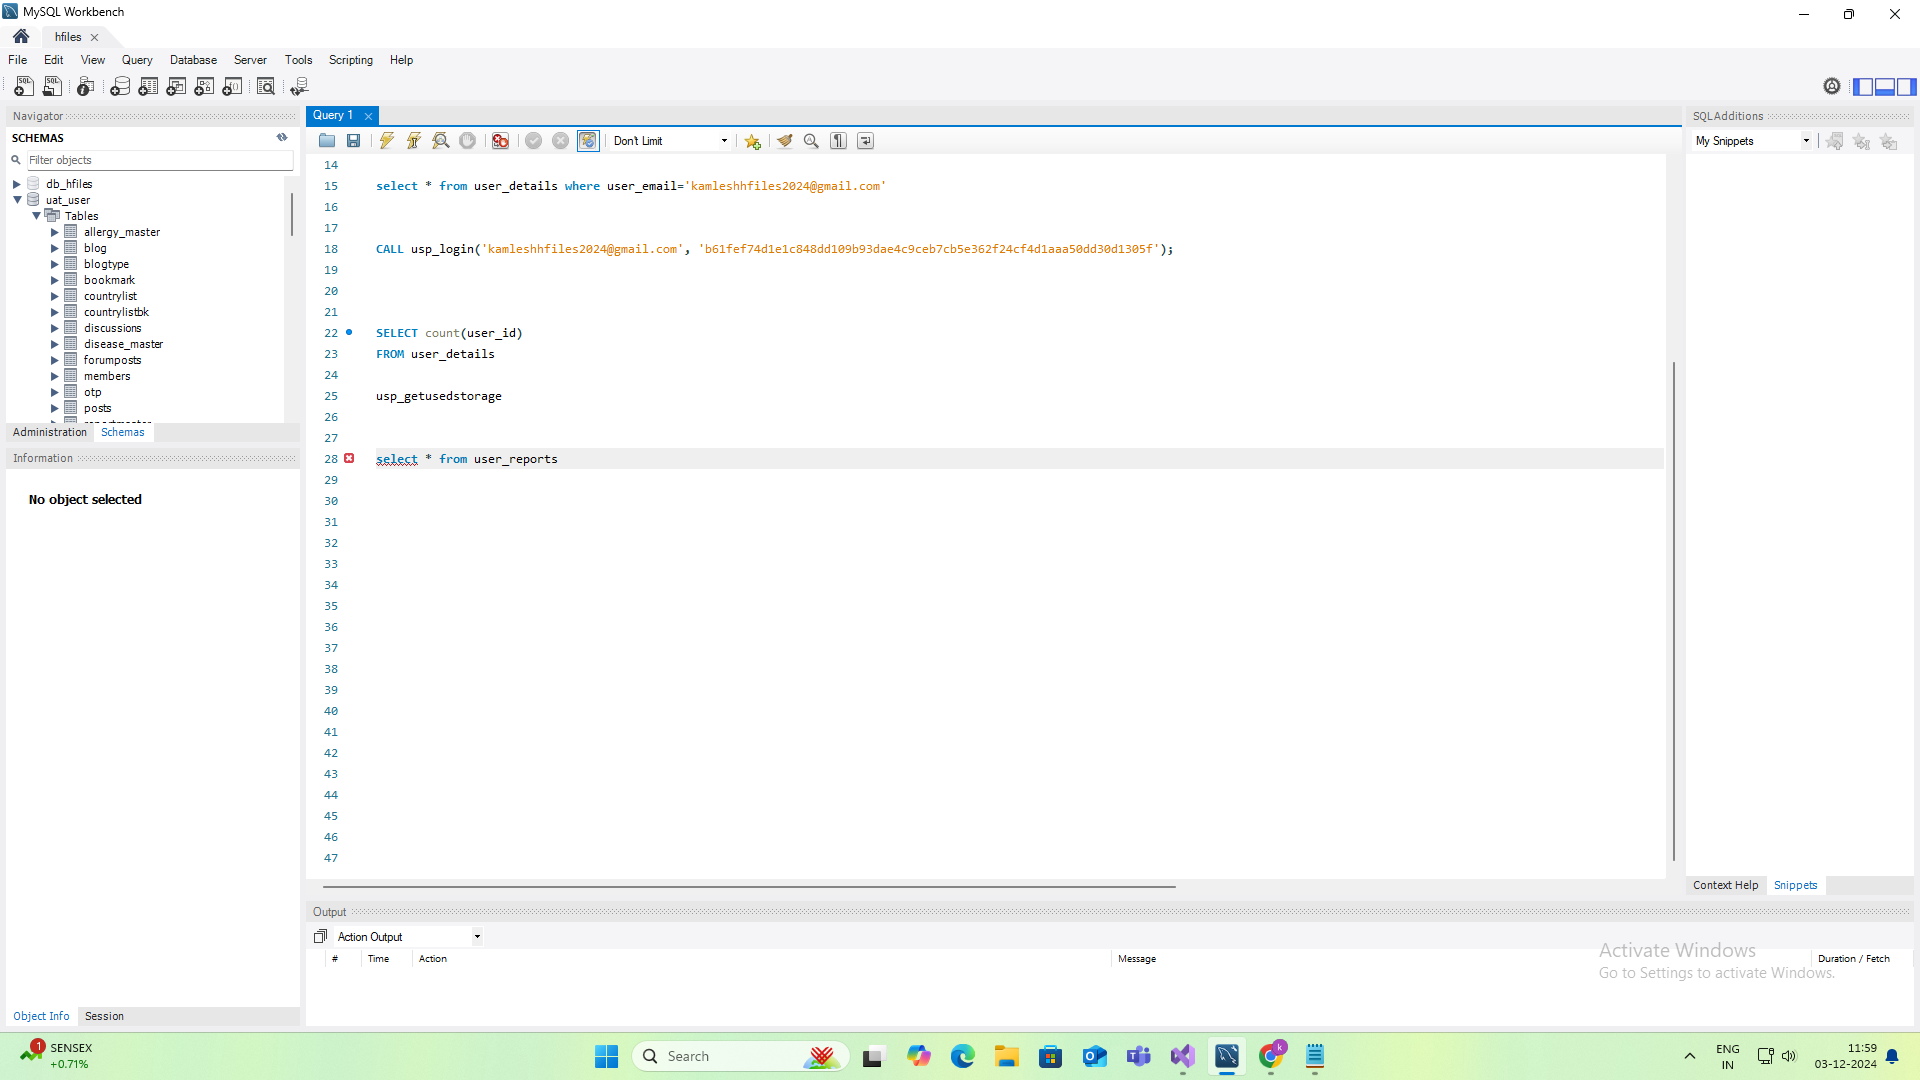 MySQL Workbench
hfiles
File Edit View Query Database Server Tools Scripting Help
Navigator
SCHEMAS
Filter objects
db_hfiles
uat_user
Tables
allergy_master
blog
blogtype
bookmark
countrylist
countrylistbk
discussions
disease_master
forumposts
members
otp
posts
Administration Schemas
Information
No object selected
Object Info Session
Query 1
Don't Limit
14
15 select * from user_details where user_email='kamleshhfiles2024@gmail.com'
16
17
18 CALL usp_login('kamleshhfiles2024@gmail.com', 'b61fef74d1e1c848dd109b93dae4c9ceb7cb5e362f24cf4d1aaa50dd30d1305f');
19
20
21
22 SELECT count(user_id)
23 FROM user_details
24
25 usp_getusedstorage
26
27
28 select * from user_reports
29
30
31
32
33
34
35
36
37
38
39
40
41
42
43
44
45
46
47
SQLAdditions
My Snippets
Context Help Snippets
Output
Action Output
# Time Action Message Duration / Fetch
Activate Windows
Go to Settings to activate Windows.
1
SENSEX
+0.71%
Search
k
ENG
IN
11:59
03-12-2024